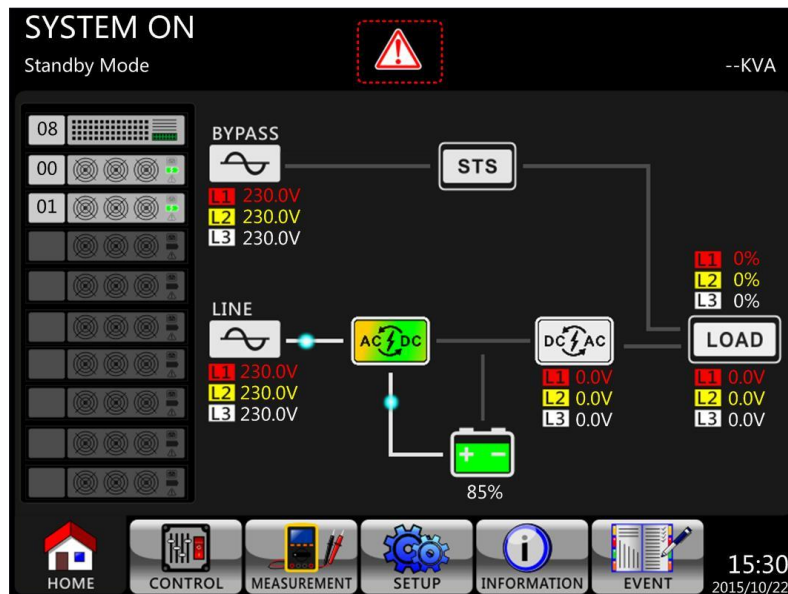 SYSTEM ON
Standby Mode
--KVA
08
00
01
BYPASS
STS
L1 230.0V
L2 230.0V
L3 230.0V
L1 0%
L2 0%
L3 0%
LINE
AC DC
DC AC
LOAD
L1 230.0V
L2 230.0V
L3 230.0V
L1 0.0V
L2 0.0V
L3 0.0V
L1 0.0V
L2 0.0V
L3 0.0V
+ -
85%
HOME
CONTROL
MEASUREMENT
SETUP
INFORMATION
EVENT
15:30
2015/10/22